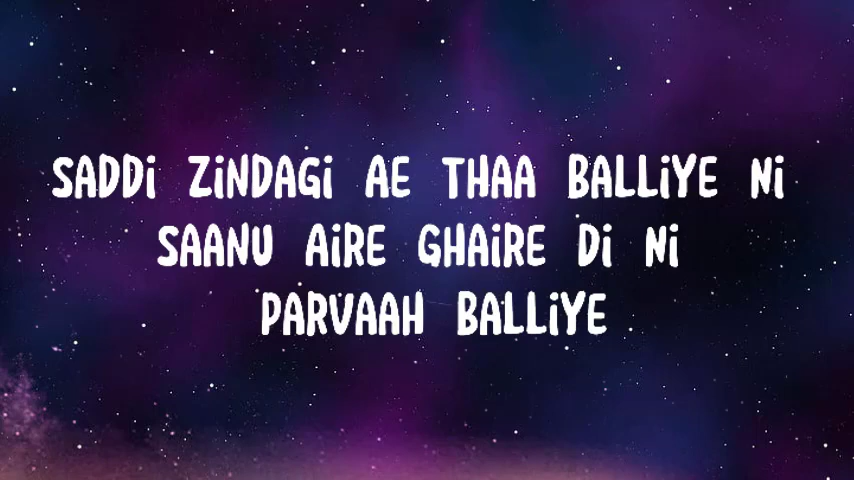 SADDi ZiNDAGi AE THAA BALLiYE Ni
SAANU AiRE GHAiRE Di Ni
PARVAAH BALLiYE